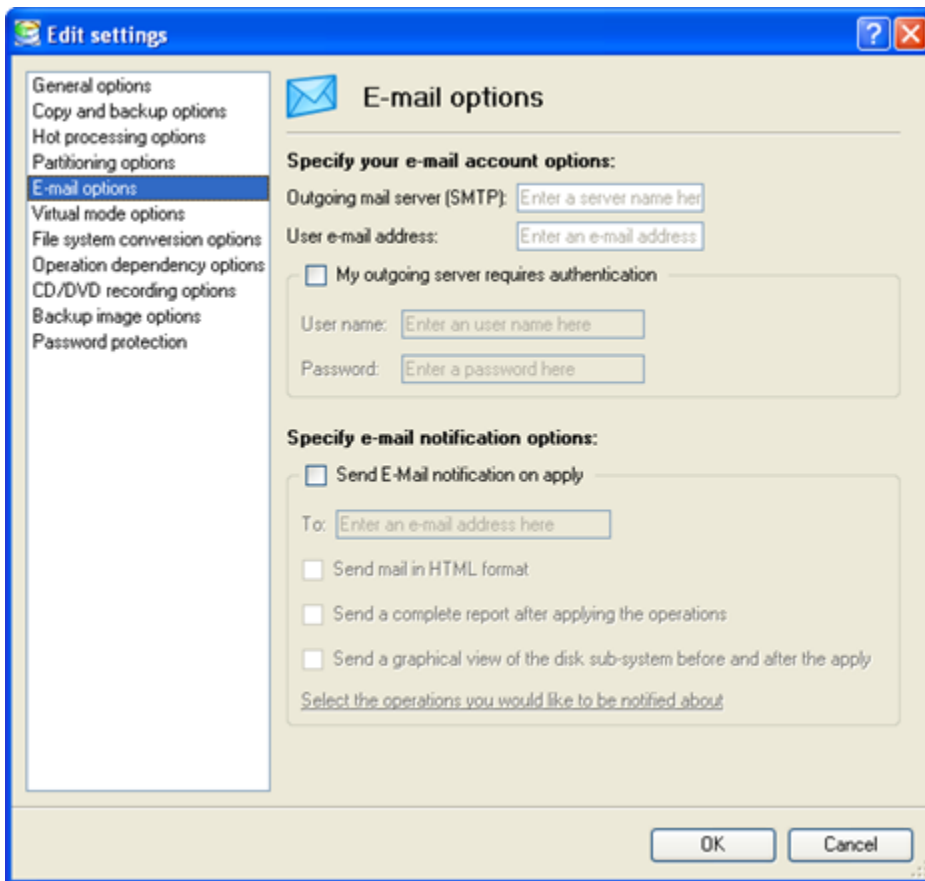 Edit settings
General options
Copy and backup options
Hot processing options
Partitioning options
E-mail options
Virtual mode options
File system conversion options
Operation dependency options
CD/DVD recording options
Backup image options
Password protection
E-mail options
Specify your e-mail account options:
Outgoing mail server (SMTP): Enter a server name her
User e-mail address: Enter an e-mail address
My outgoing server requires authentication
User name: Enter an user name here
Password: Enter a password here
Specify e-mail notification options:
Send E-Mail notification on apply
To: Enter an e-mail address here
Send mail in HTML format
Send a complete report after applying the operations
Send a graphical view of the disk sub-system before and after the apply
Select the operations you would like to be notified about
OK Cancel